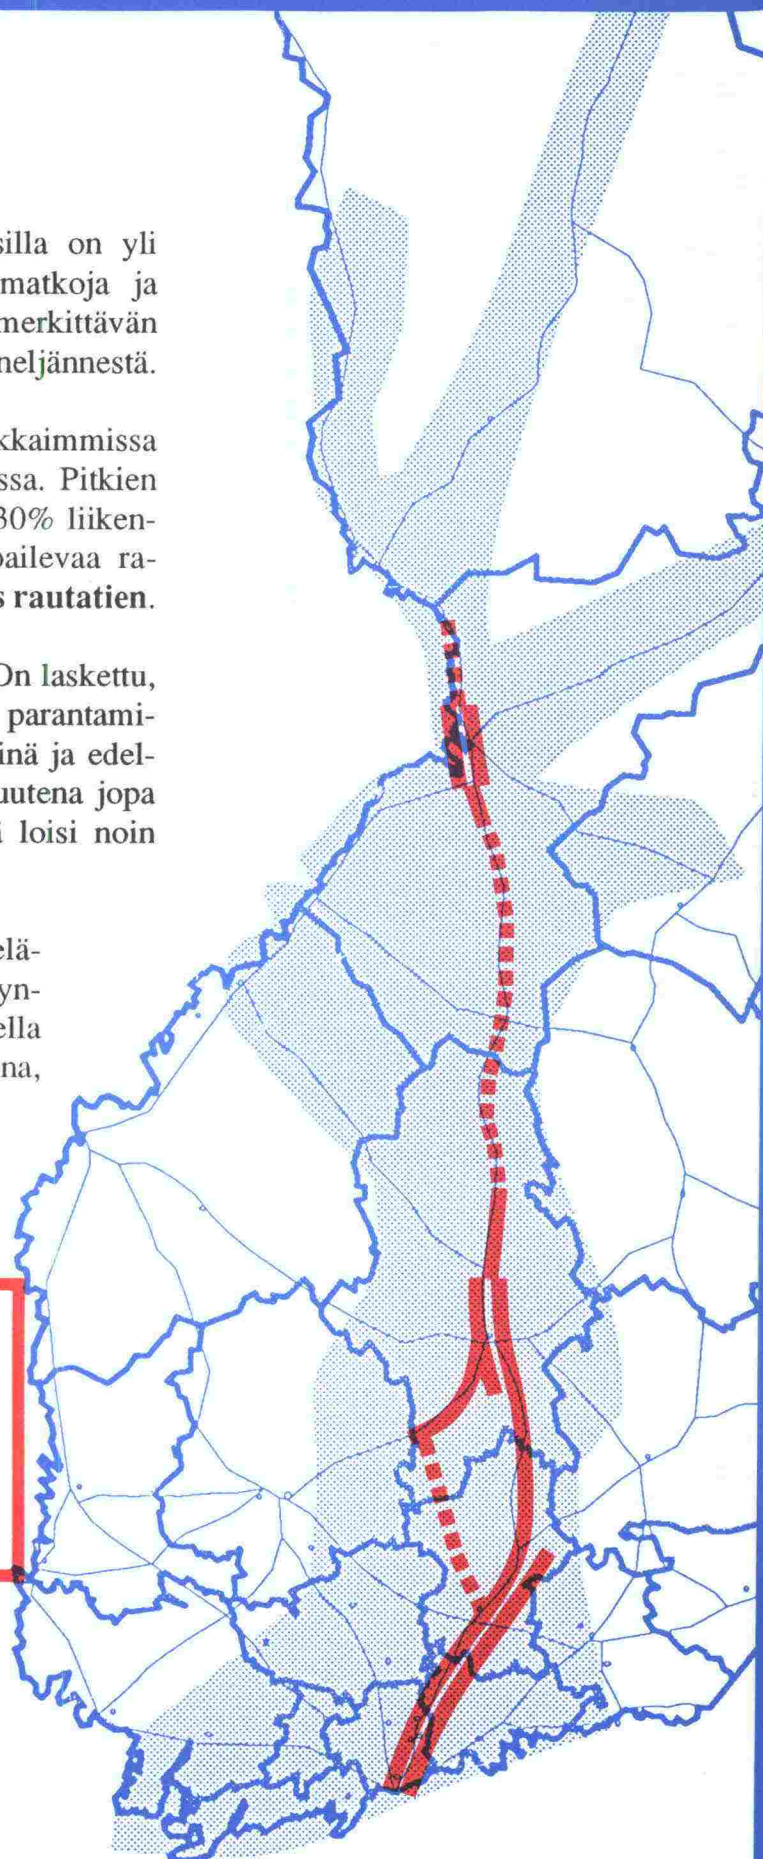 silla on yli
matkoja ja
merkittävän
neljännestä.
kkaimmissa
ssa. Pitkien
30% liiken-
pailevaa ra-
s rautatien.
On laskettu,
parantami-
inä ja edel-
uutena jopa
i loisi noin
elä-
yn-
ella
na,